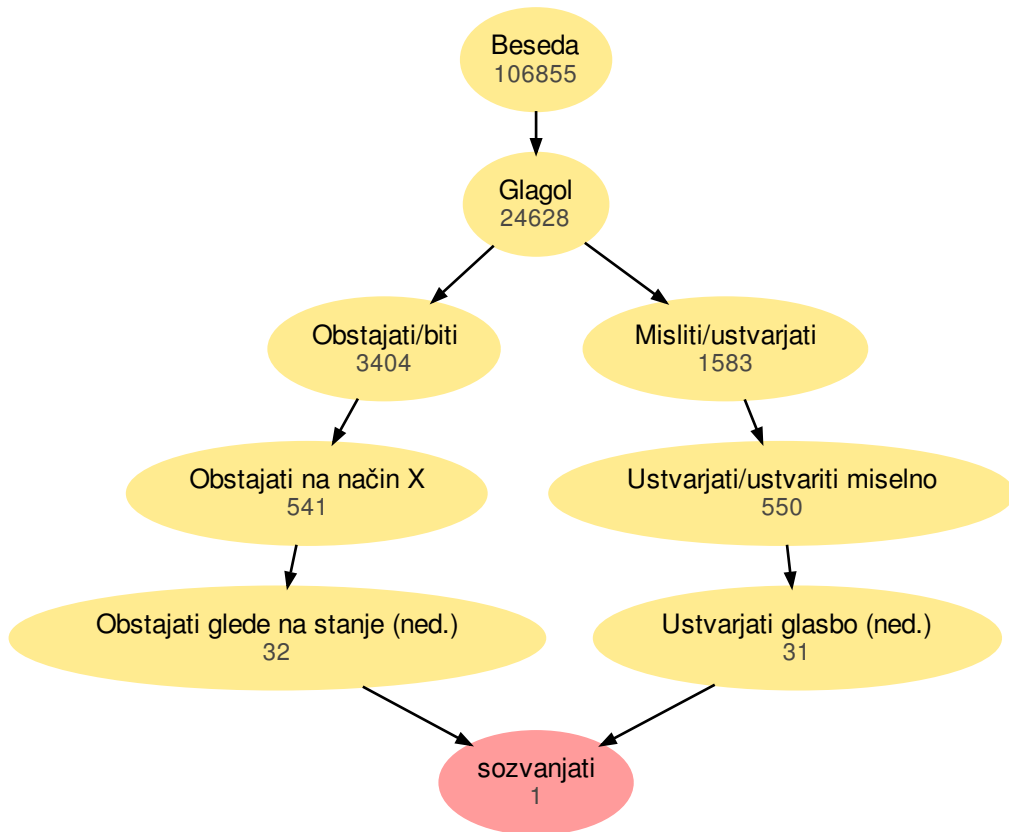 Beseda
106855
Glagol
24628
Obstajati/biti
3404
Misliti/ustvarjati
1583
Obstajati na način X
541
Ustvarjati/ustvariti miselno
550
Obstajati glede na stanje (ned.)
32
Ustvarjati glasbo (ned.)
31
sozvanjati
1